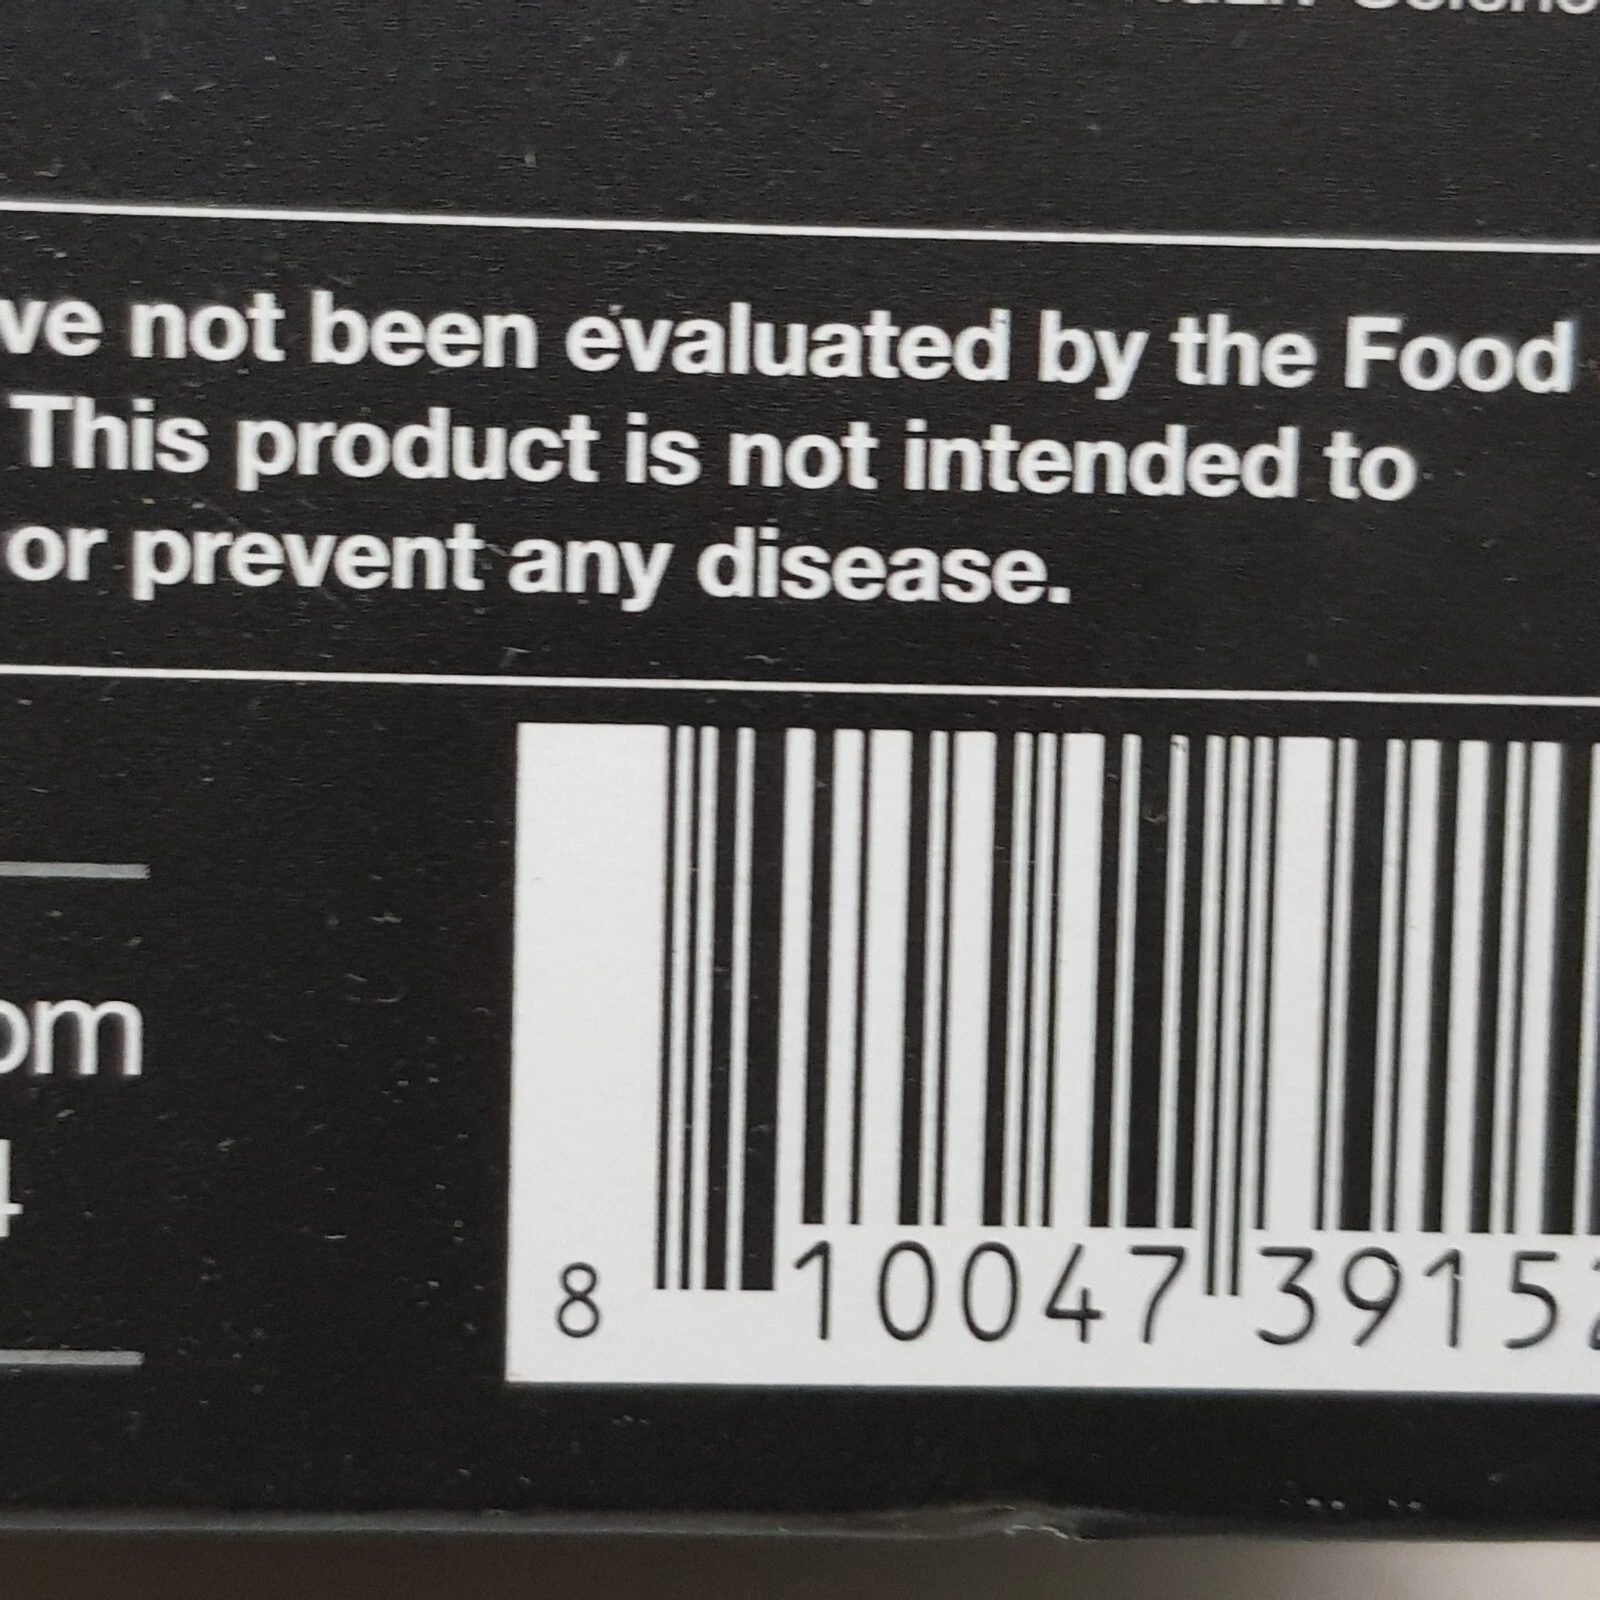 ve not been evaluated by the Food
This product is not intended to
or prevent any disease.
om
4
8 10047 3915